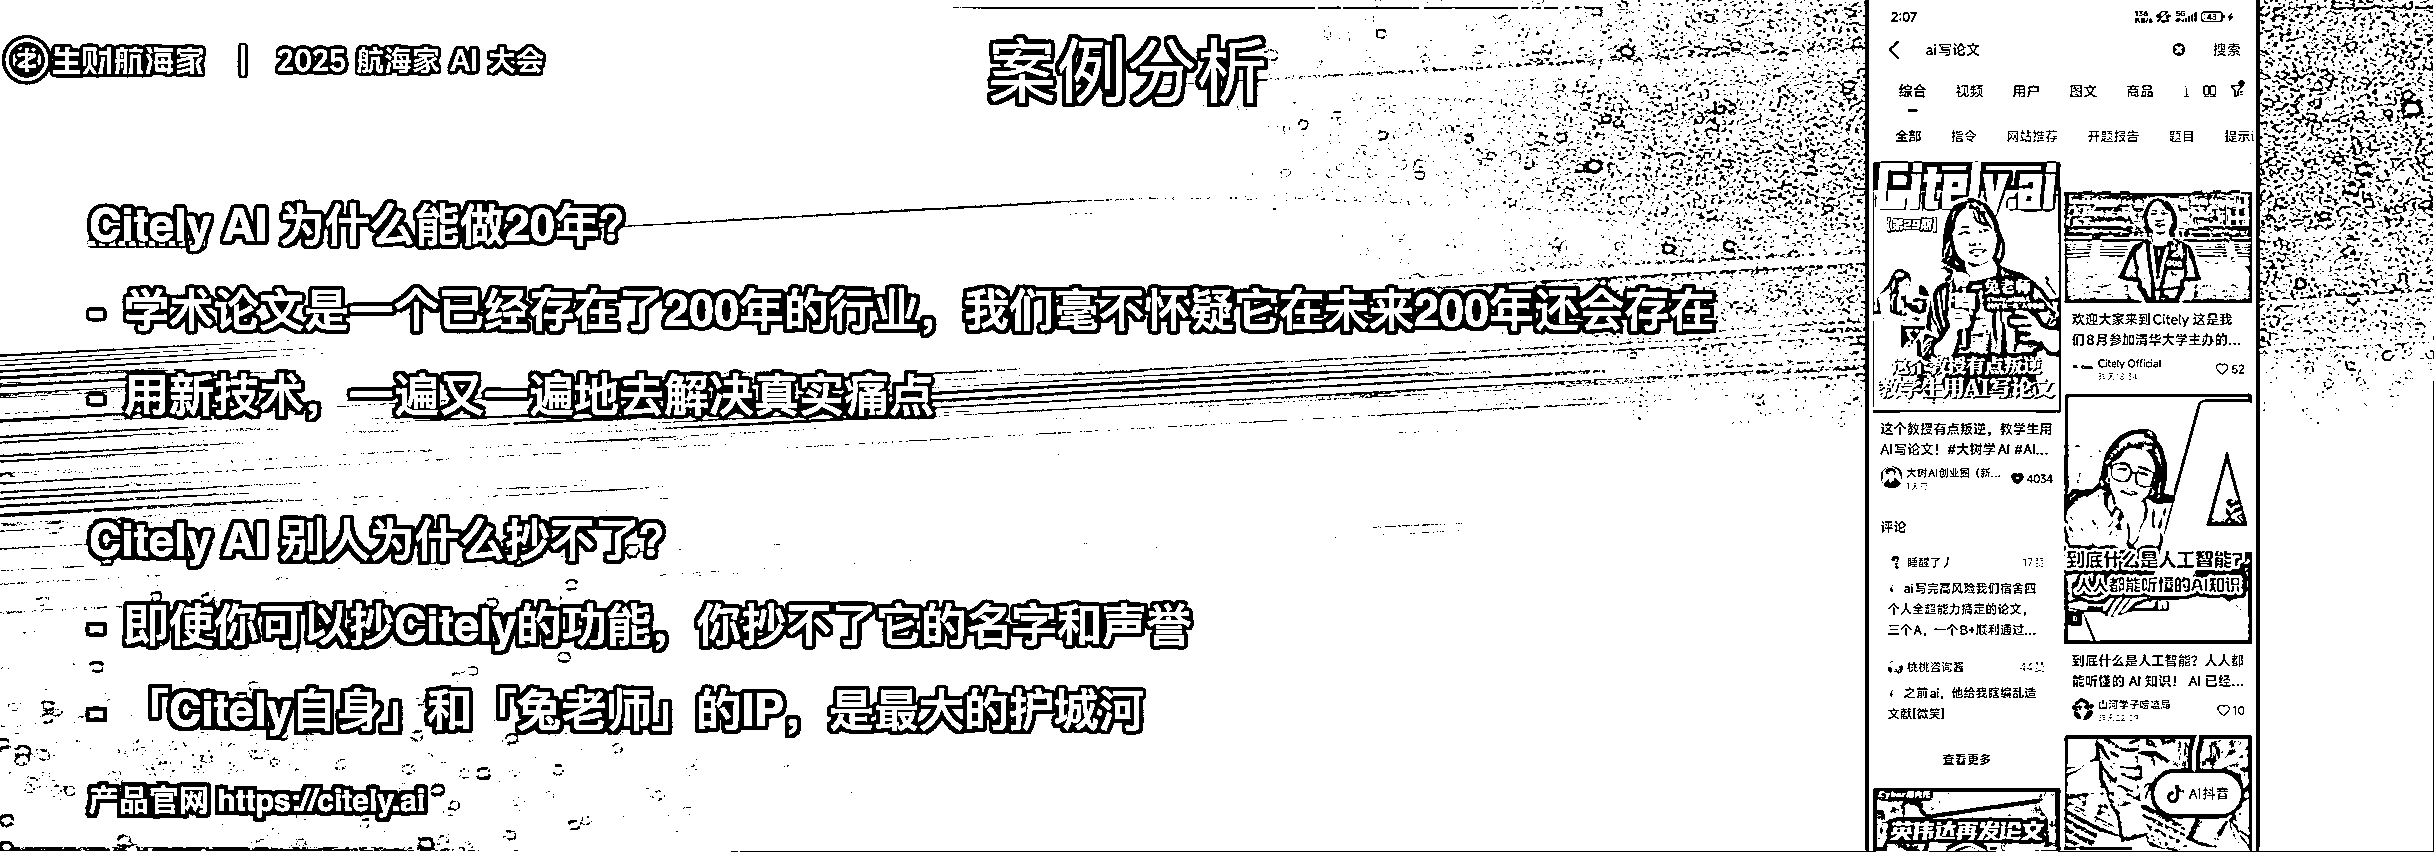 生财航海家 | 2025 航海家 AI 大会
案例分析
Citely AI 为什么能做20年？
- 学术论文是一个已经存在了200年的行业，我们毫不怀疑它在未来200年还会存在
- 用新技术，一遍又一遍地去解决真实痛点
Citely AI 别人为什么抄不了？
- 即使你可以抄Citely的功能，你抄不了它的名字和声誉
- 「Citely自身」和「兔老师」的IP，是最大的护城河
产品官网 https://citely.ai
2:07
ai写论文
搜索
综合 视频 用户 图文 商品
全部 指令 网站推荐 开题报告 题目 提示
Citely.ai
【第29期】
兔老师
这个教授有点叛逆
教学生用AI写论文
这个教授有点叛逆，教学生用
AI写论文！#大树学AI #AI...
大树AI创业圈（新... 4034
评论
睡醒了丿
ai写完高风险我们宿舍四
个人全超能力搞定的论文，
三个A，一个B+顺利通过...
桃桃咨询器
之前ai，他给我瞎编乱造
文献[微笑]
查看更多
英伟达再发论文
欢迎大家来到Citely 这是我
们8月参加清华大学主办的...
Citely Official 52
到底什么是人工智能？
人人都能听懂的AI知识
到底什么是人工智能？人人都
能听懂的 AI 知识！ AI 已经...
10
AI抖音